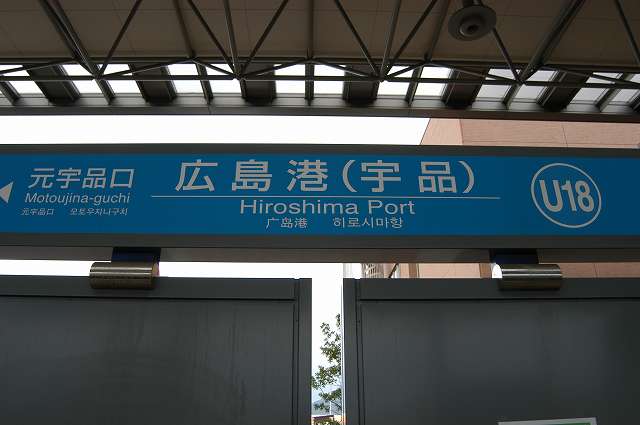 元宇品口
Motoujina-guchi
元宇品口 모토우지나구치
広島港(宇品)
Hiroshima Port
广岛港 히로시마항
U18